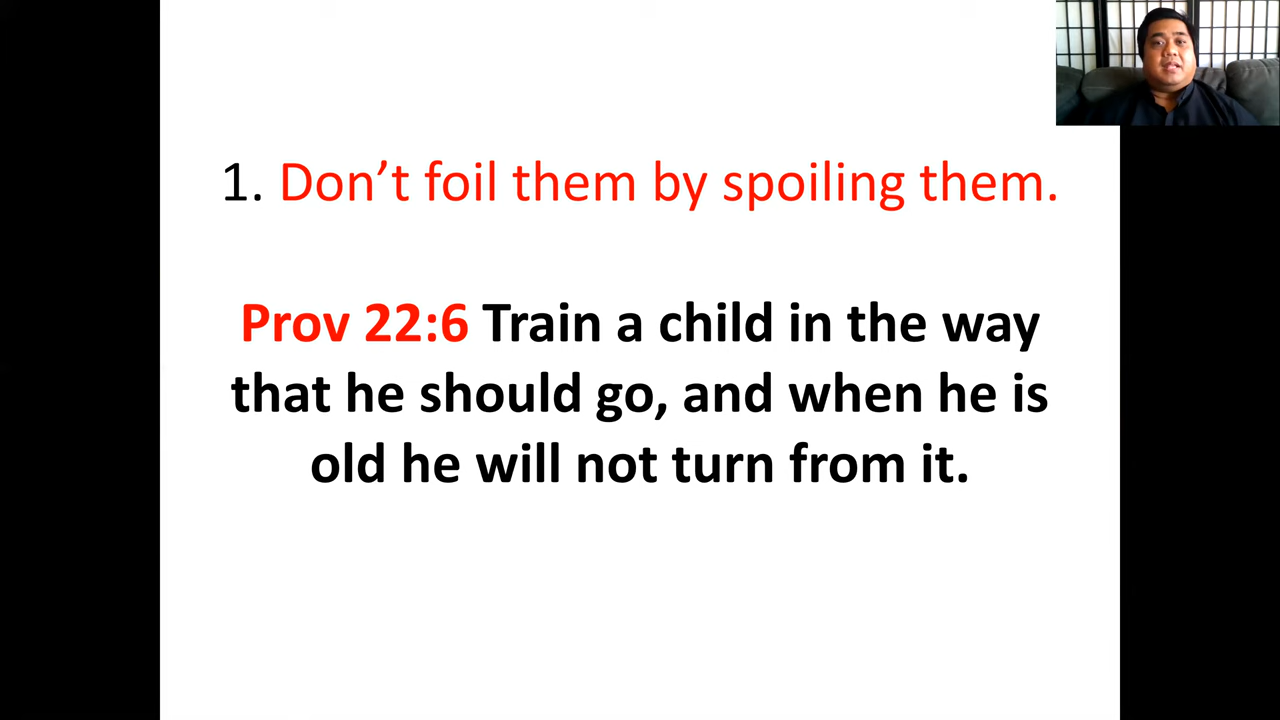 1. Don’t foil them by spoiling them.
Prov 22:6 Train a child in the way
that he should go, and when he is
old he will not turn from it.